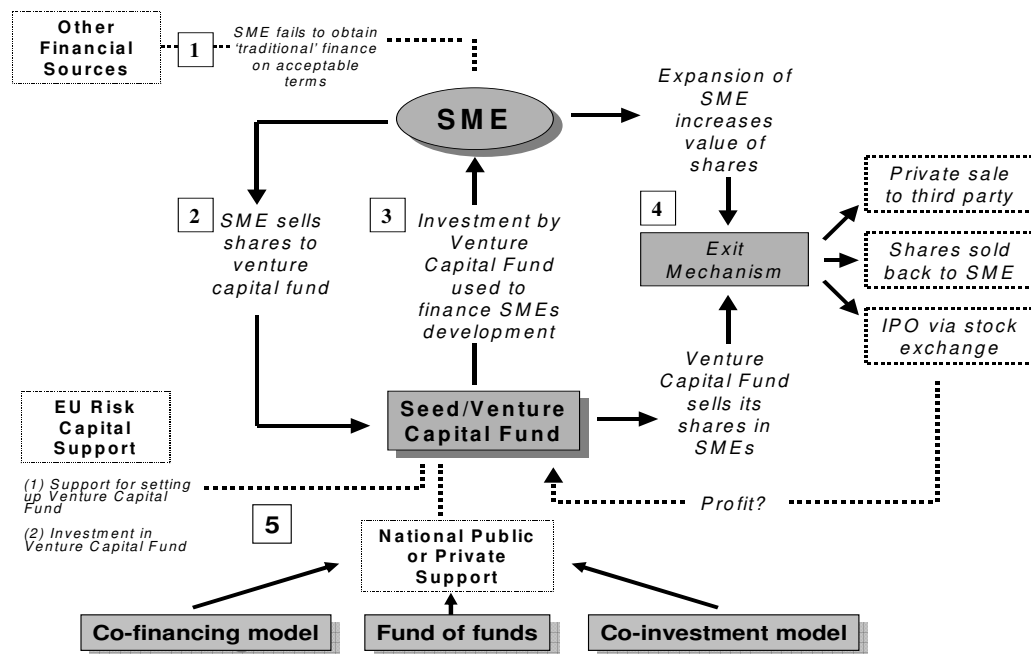 Other
Financial
Sources
1
SME fails to obtain
‘traditional’ finance
on acceptable
terms
SME
Expansion of
SME
increases
value of
shares
2
SME sells
shares to
venture
capital fund
3
Investment by
Venture
Capital Fund
used to
finance SMEs
development
4
Exit
Mechanism
Private sale
to third party
Shares sold
back to SME
IPO via stock
exchange
EU Risk
Capital
Support
Seed/Venture
Capital Fund
Venture
Capital Fund
sells its
shares in
SMEs
(1) Support for setting
up Venture Capital
Fund
(2) Investment in
Venture Capital Fund
5
Profit?
National Public
or Private
Support
Co-financing model
Fund of funds
Co-investment model